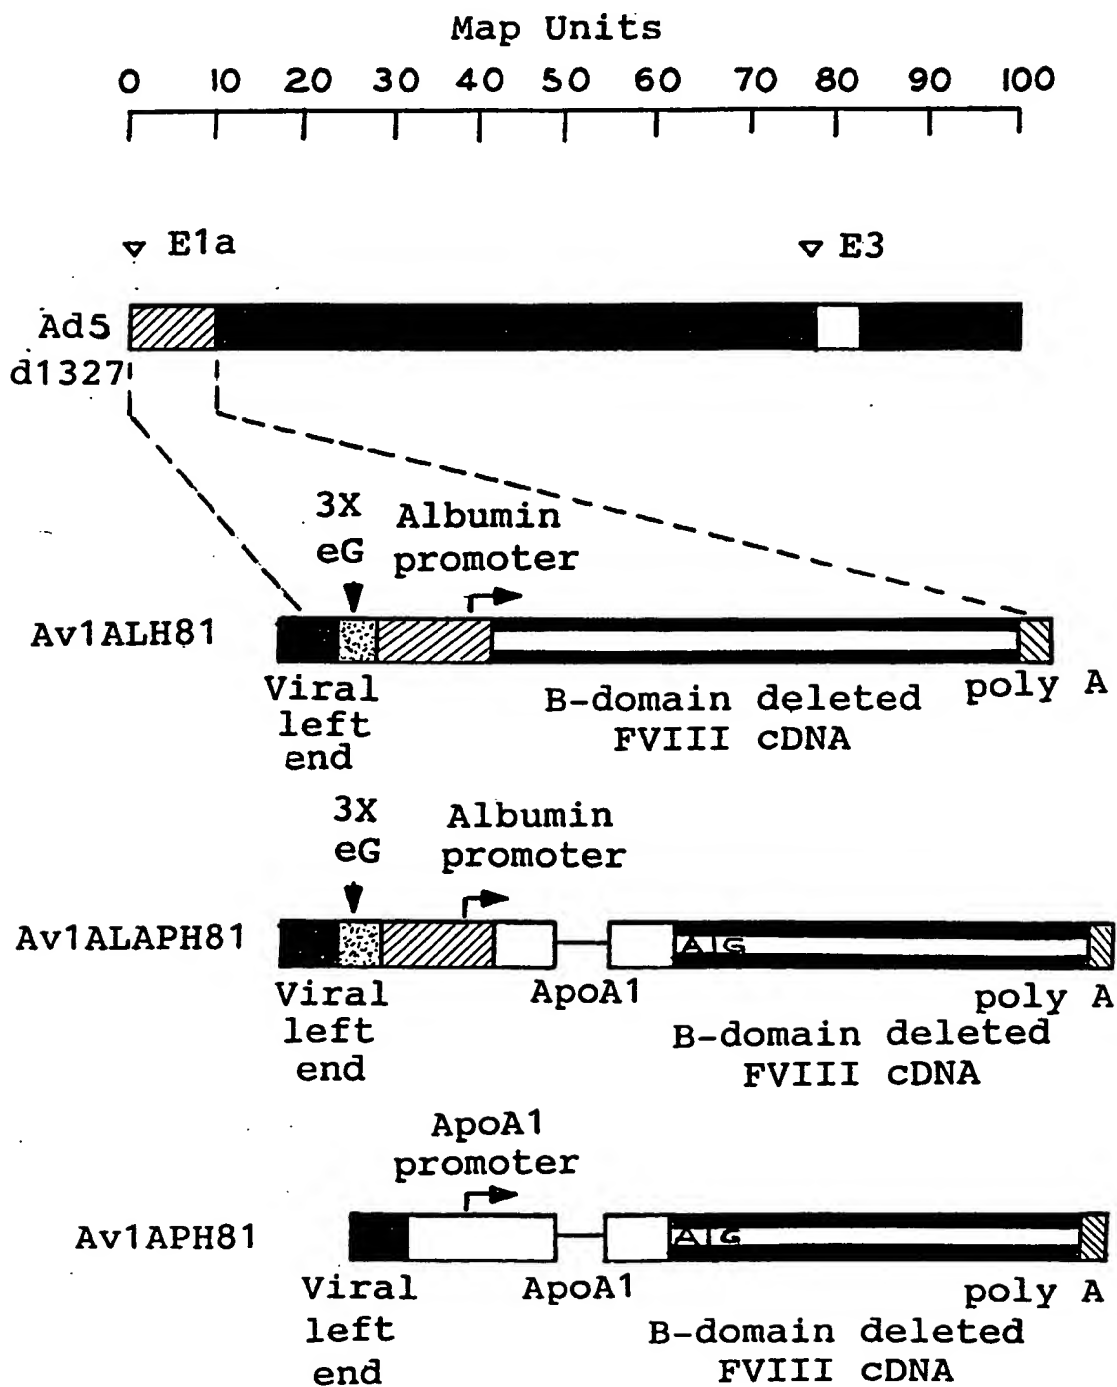 Map Units
0 10 20 30 40 50 60 70 80 90 100
E1a
E3
Ad5
d1327
3X
eG
Albumin
promoter
Av1ALH81
Viral
left
end
B-domain deleted
FVIII cDNA
poly A
3X
eG
Albumin
promoter
Av1ALAPH81
ATG
Viral
left
end
ApoA1
poly A
B-domain deleted
FVIII cDNA
ApoA1
promoter
Av1APH81
ATG
Viral
left
end
ApoA1
poly A
B-domain deleted
FVIII cDNA